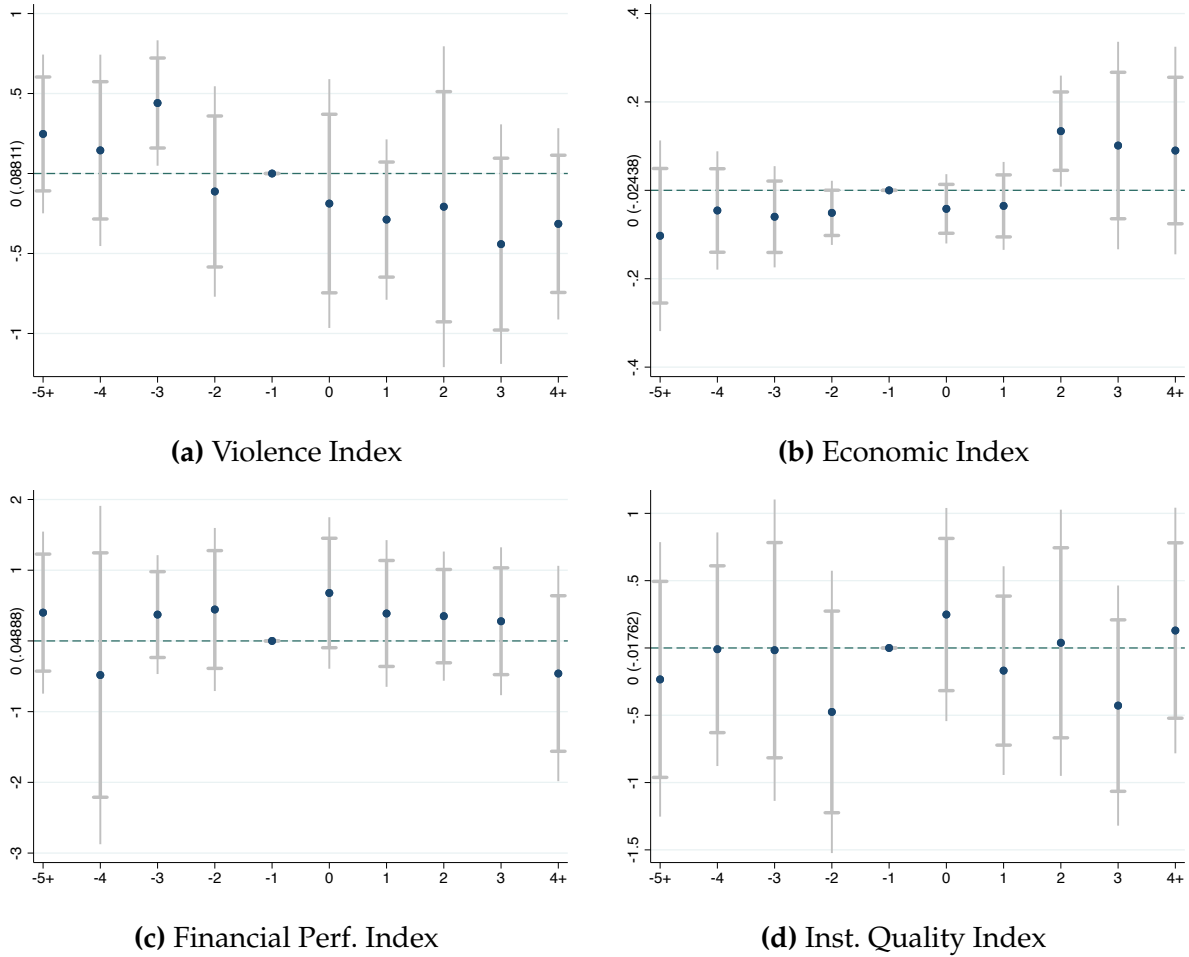 1
.5
0 (.08811)
-.5
-1
-5+ -4 -3 -2 -1 0 1 2 3 4+
(a) Violence Index
.4
.2
0 (-.02438)
-.2
-.4
-5+ -4 -3 -2 -1 0 1 2 3 4+
(b) Economic Index
2
1
0 (.04888)
-1
-2
-3
-5+ -4 -3 -2 -1 0 1 2 3 4+
(c) Financial Perf. Index
1
.5
0 (-.01762)
-.5
-1
-1.5
-5+ -4 -3 -2 -1 0 1 2 3 4+
(d) Inst. Quality Index